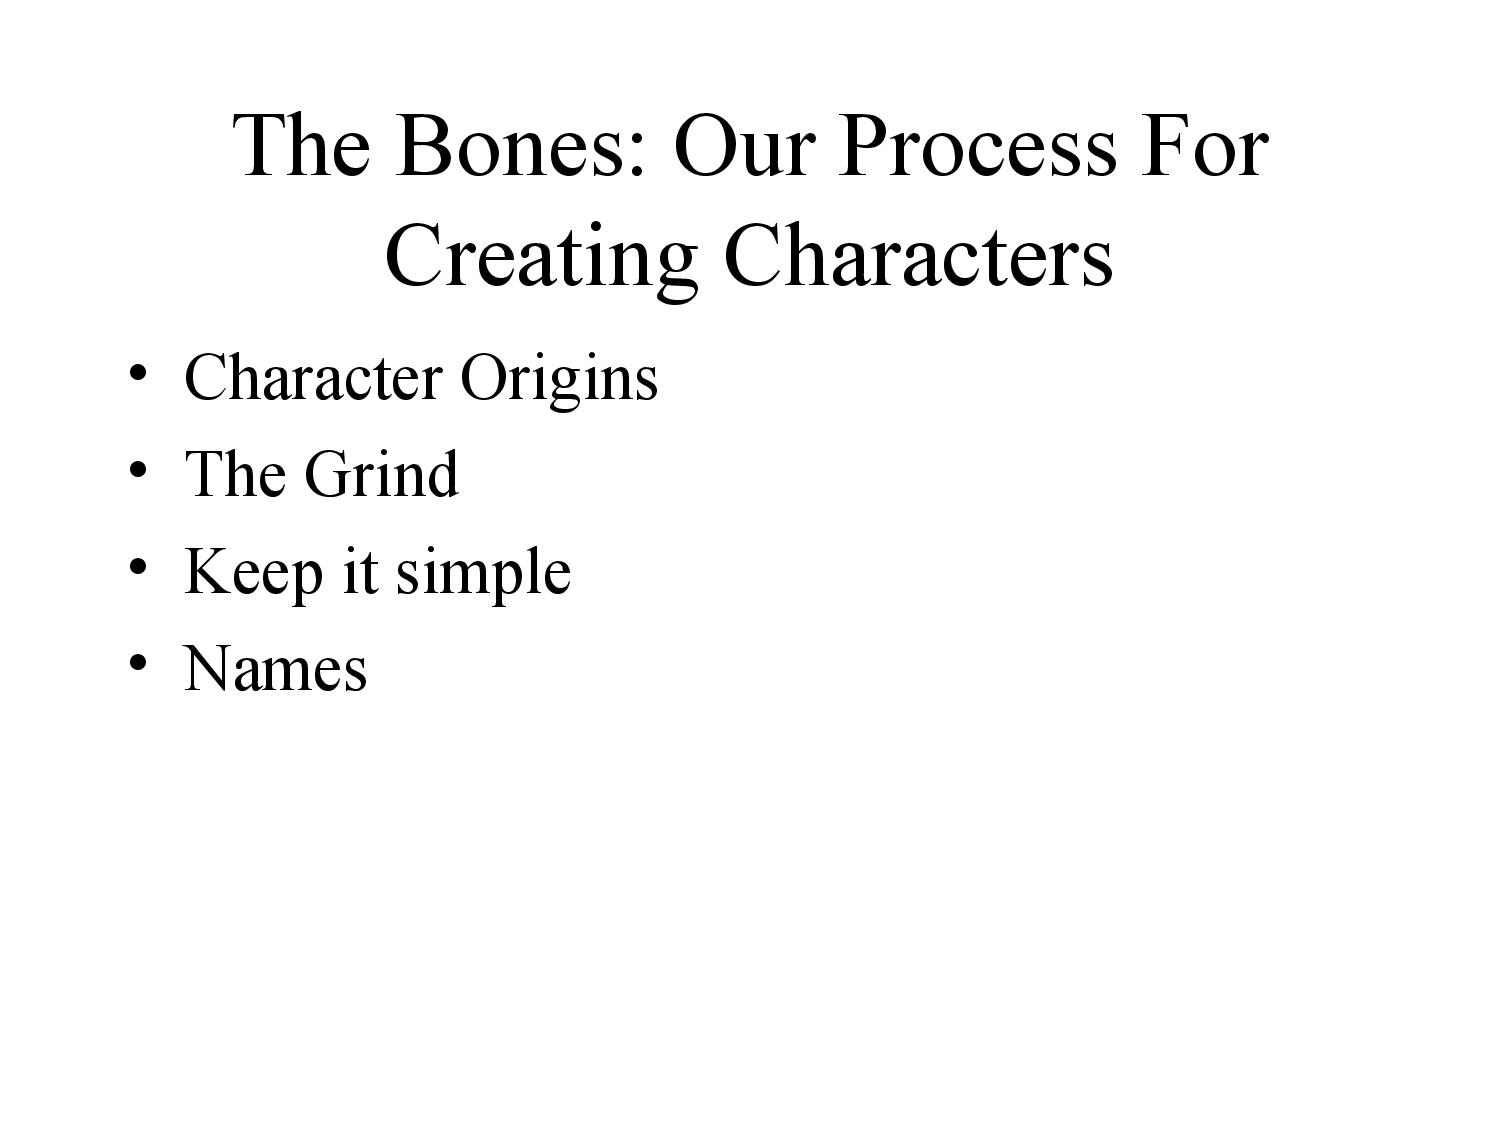 The Bones: Our Process For
Creating Characters
• Character Origins
• The Grind
• Keep it simple
• Names